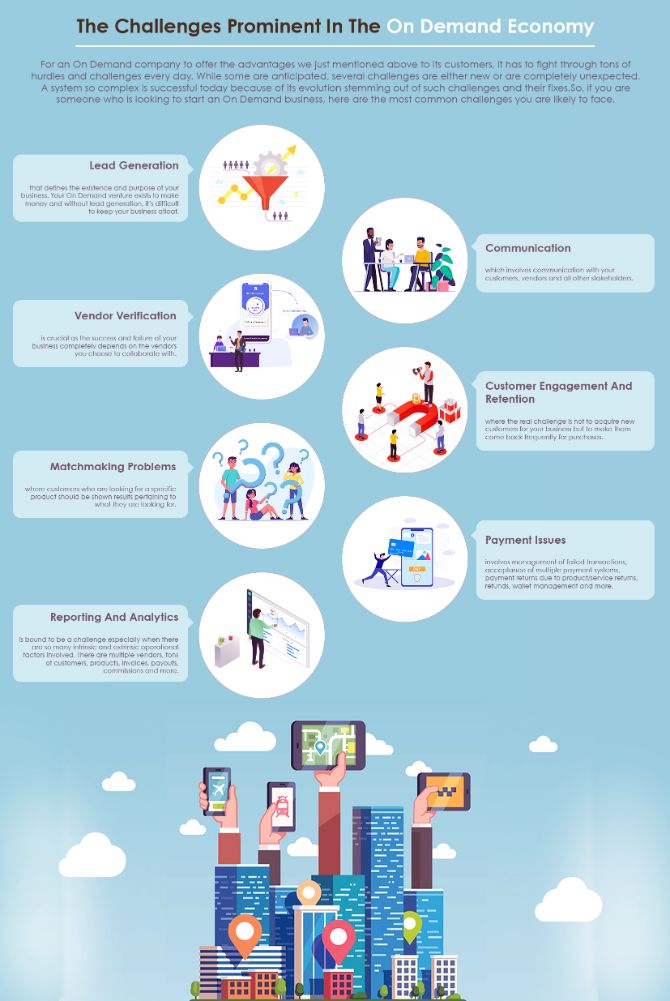 The Challenges Prominent In The On Demand Economy
For an On Demand company to offer the advantages we just mentioned above to its customers, it has to fight through tons of
hurdles and challenges every day. While some are anticipated, several challenges are either new or are completely unexpected.
A system so complex is successful today because of its evolution stemming out of such challenges and their fixes.So, if you are
someone who is looking to start an On Demand business, here are the most common challenges you are likely to face.
Lead Generation
that defines the existence and purpose of your
business. Your On Demand venture exists to make
money and without lead generation, it's difficult
to keep your business afloat.
Communication
which involves communication with your
customers, vendors and all other stakeholders.
Vendor Verification
is crucial as the success and failure of your
business completely depends on the vendors
you choose to collaborate with.
Customer Engagement And
Retention
where the real challenge is not to acquire new
customers for your business but to make them
come back frequently for purchases.
Matchmaking Problems
where customers who are looking for a specific
product should be shown results pertaining to
what they are looking for.
Payment Issues
involves management of failed transactions,
acceptance of multiple payment systems,
payment returns due to product/service returns,
refunds, wallet management and more.
PAY
Reporting And Analytics
is bound to be a challenge especially when there
are so many intrinsic and extrinsic operational
factors involved. There are multiple vendors, tons
of customers, products, invoices, payouts,
commissions and more.